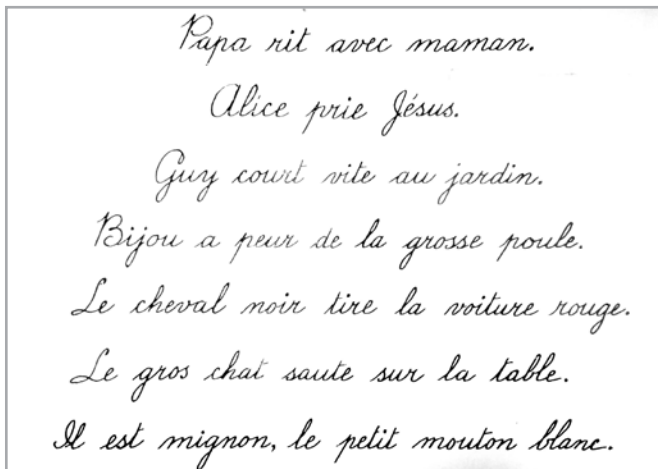 Papa rit avec maman.
Alice prie Jésus.
Guy court vite au jardin.
Bijou a peur de la grosse poule.
Le cheval noir tire la voiture rouge.
Le gros chat saute sur la table.
Il est mignon, le petit mouton blanc.